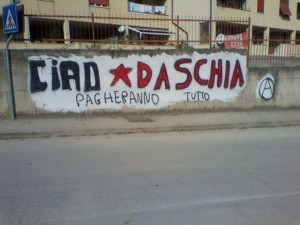 CIAO ★ DASCHIA
PAGHERANNO TUTTO